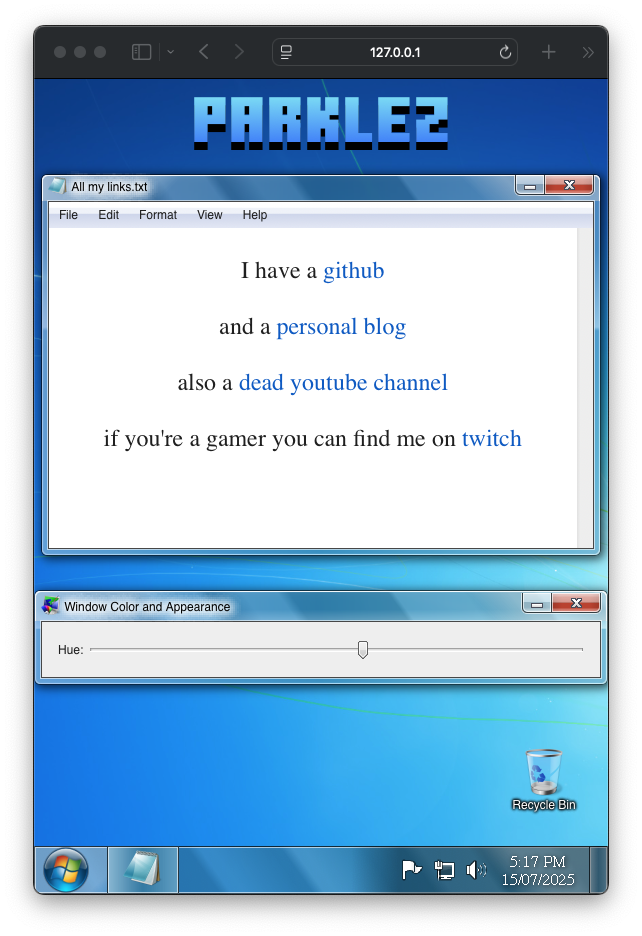 127.0.0.1
PARKLEZ
All my links.txt
File Edit Format View Help
I have a github
and a personal blog
also a dead youtube channel
if you're a gamer you can find me on twitch
Window Color and Appearance
Hue:
Recycle Bin
5:17 PM
15/07/2025